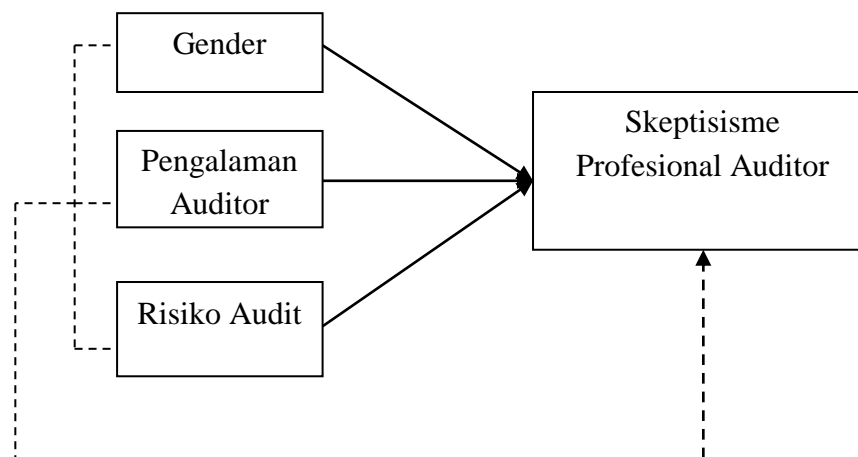 Gender
Pengalaman
Auditor
Risiko Audit
Skeptisisme
Profesional Auditor